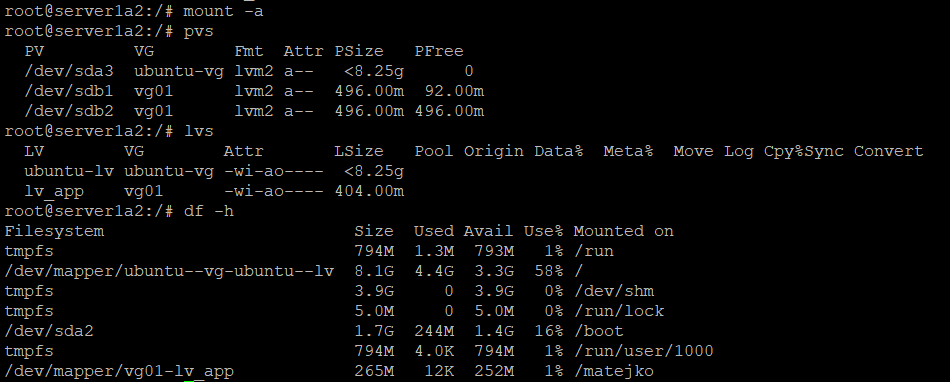 root@server1a2:/# mount -a
root@server1a2:/# pvs
  PV         VG        Fmt  Attr PSize   PFree
  /dev/sda3  ubuntu-vg lvm2 a--   <8.25g      0
  /dev/sdb1  vg01      lvm2 a--  496.00m  92.00m
  /dev/sdb2  vg01      lvm2 a--  496.00m 496.00m
root@server1a2:/# lvs
  LV        VG        Attr       LSize   Pool Origin Data%  Meta%  Move Log Cpy%Sync Convert
  ubuntu-lv ubuntu-vg -wi-ao----  <8.25g
  lv_app    vg01      -wi-ao---- 404.00m
root@server1a2:/# df -h
Filesystem                         Size  Used Avail Use% Mounted on
tmpfs                              794M  1.3M  793M   1% /run
/dev/mapper/ubuntu--vg-ubuntu--lv  8.1G  4.4G  3.3G  58% /
tmpfs                              3.9G     0  3.9G   0% /dev/shm
tmpfs                              5.0M     0  5.0M   0% /run/lock
/dev/sda2                          1.7G  244M  1.4G  16% /boot
tmpfs                              794M  4.0K  794M   1% /run/user/1000
/dev/mapper/vg01-lv_app            265M   12K  252M   1% /matejko